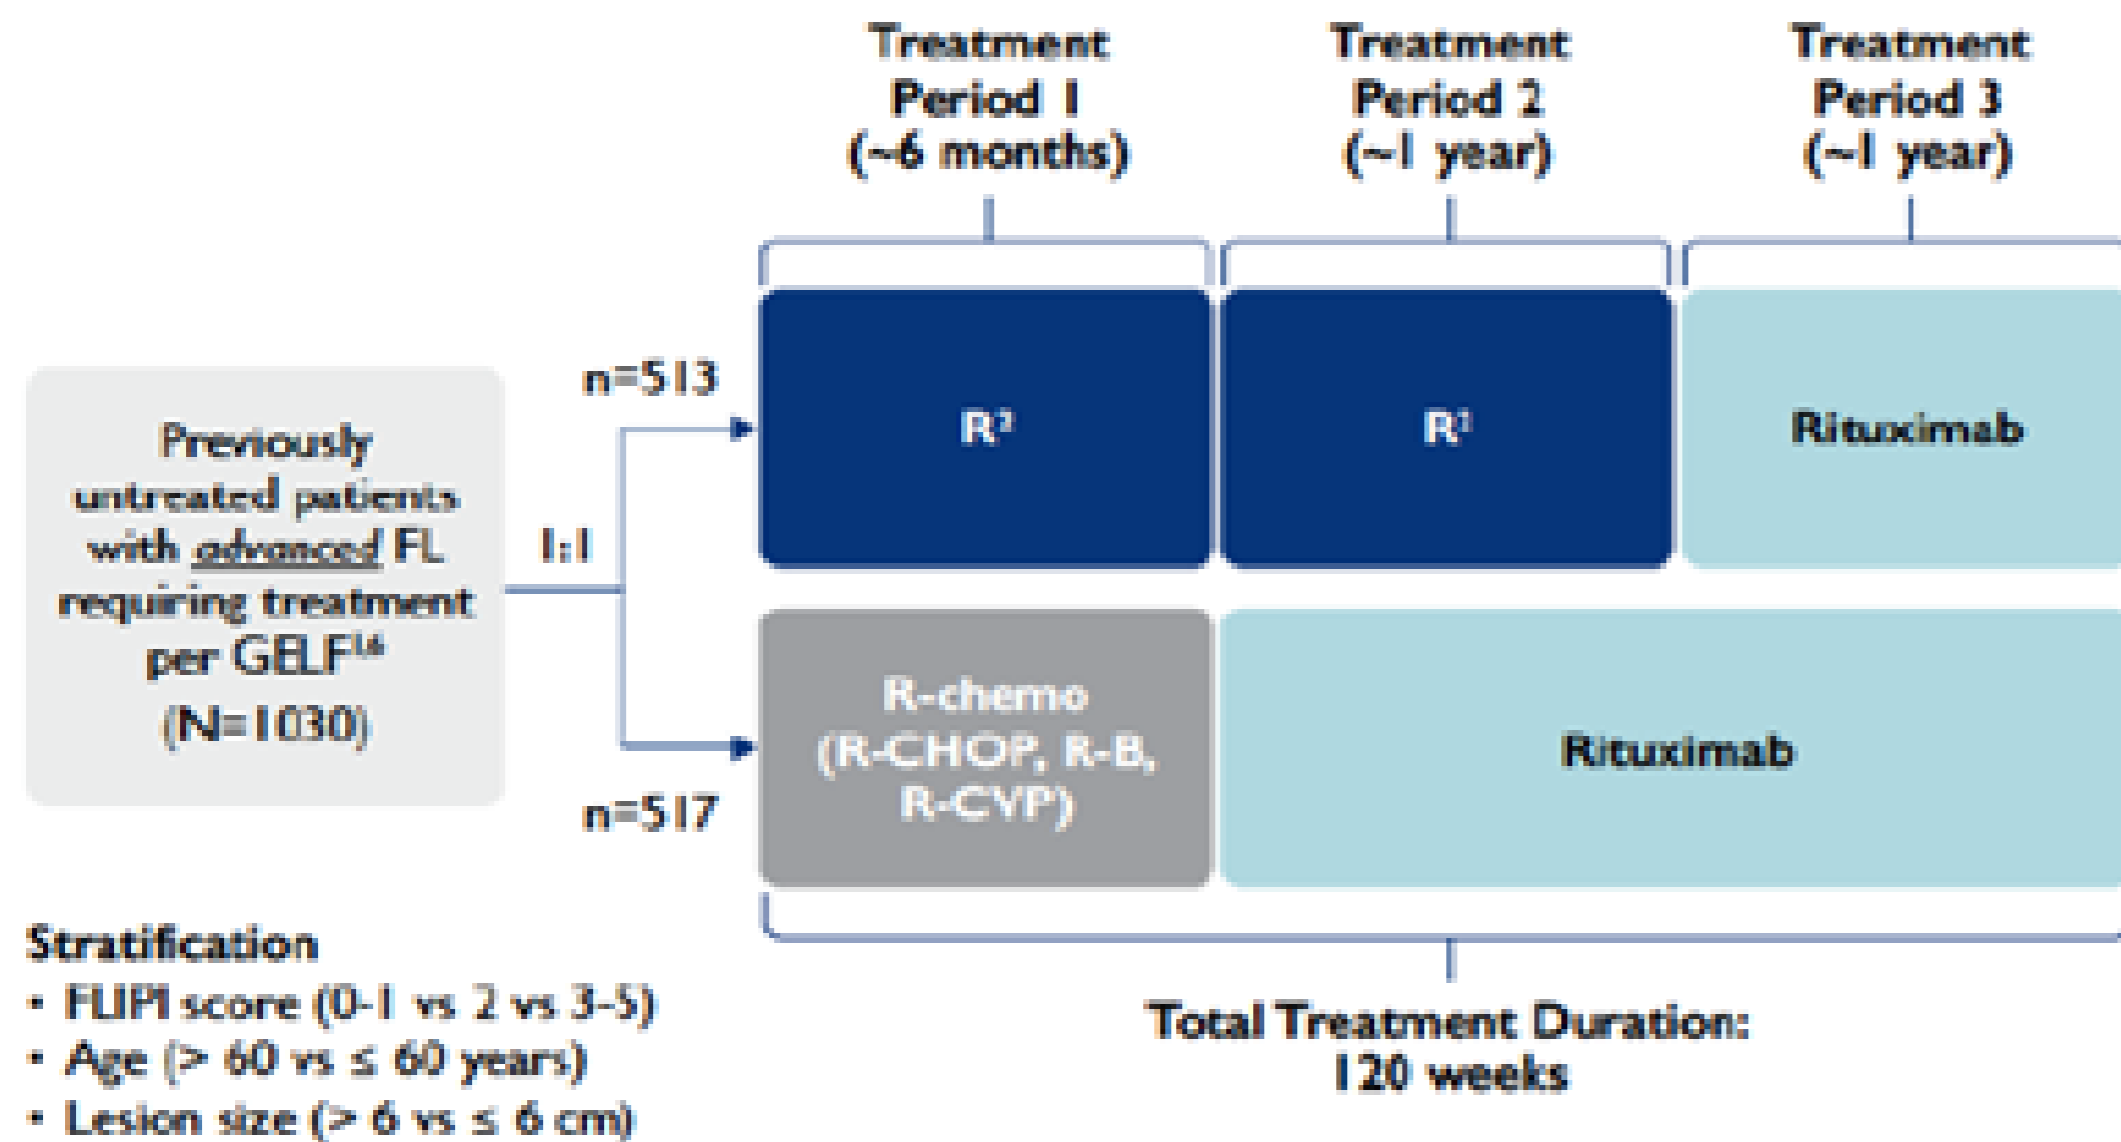 Treatment
Period 1
(~6 months)
Treatment
Period 2
(~1 year)
Treatment
Period 3
(~1 year)
Previously
untreated patients
with advanced FL
requiring treatment
per GELF¹⁶
(N=1030)
1:1
n=513
R²
R²
Rituximab
n=517
R-chemo
(R-CHOP, R-B,
R-CVP)
Rituximab
Total Treatment Duration:
120 weeks
Stratification
• FLIPI score (0-1 vs 2 vs 3-5)
• Age (> 60 vs ≤ 60 years)
• Lesion size (> 6 vs ≤ 6 cm)